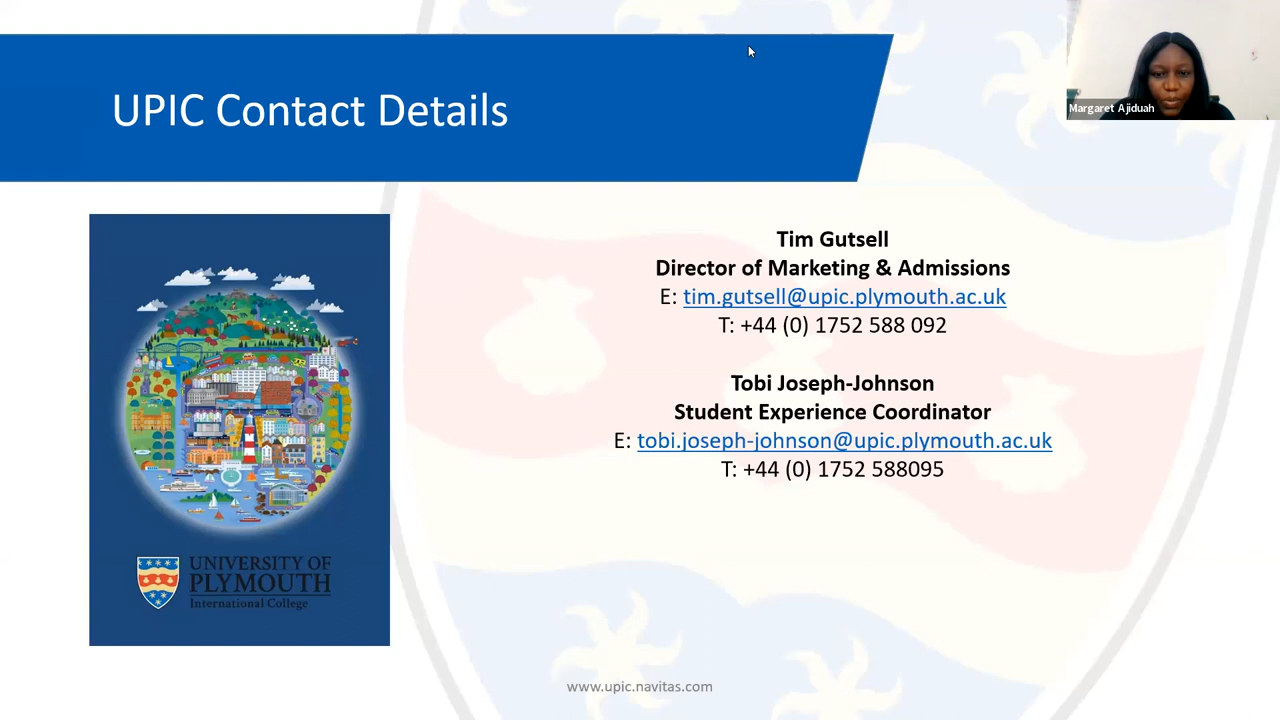 UPIC Contact Details
Margaret Ajiduah
Tim Gutsell
Director of Marketing & Admissions
E: tim.gutsell@upic.plymouth.ac.uk
T: +44 (0) 1752 588 092
Tobi Joseph-Johnson
Student Experience Coordinator
E: tobi.joseph-johnson@upic.plymouth.ac.uk
T: +44 (0) 1752 588095
UNIVERSITY OF
PLYMOUTH
International College
www.upic.navitas.com